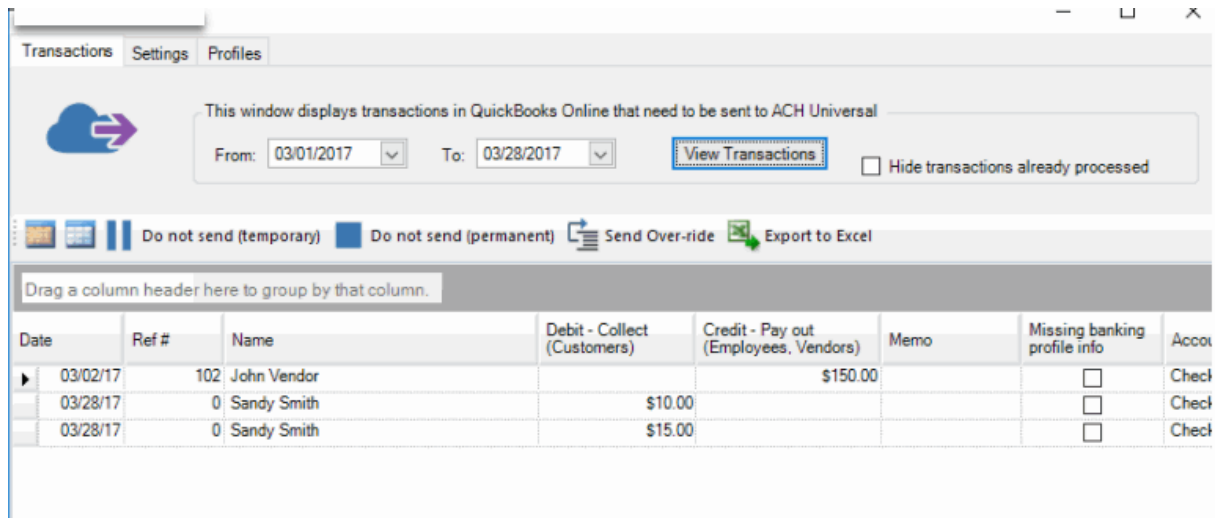 Transactions Settings Profiles
This window displays transactions in QuickBooks Online that need to be sent to ACH Universal
From: 03/01/2017 To: 03/28/2017 View Transactions Hide transactions already processed
Do not send (temporary) Do not send (permanent) Send Over-ride Export to Excel
Drag a column header here to group by that column.
Date Ref # Name Debit - Collect (Customers) Credit - Pay out (Employees, Vendors) Memo Missing banking profile info Accou
03/02/17 102 John Vendor $150.00 Check
03/28/17 0 Sandy Smith $10.00 Check
03/28/17 0 Sandy Smith $15.00 Check